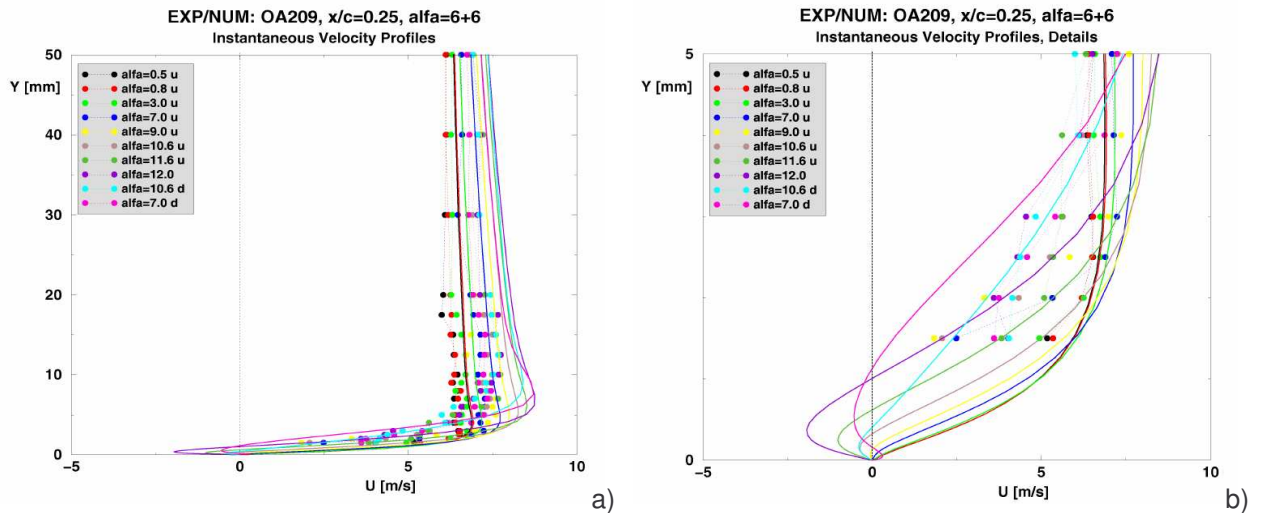 EXP/NUM: OA209, x/c=0.25, alfa=6+6
Instantaneous Velocity Profiles
50
Y [mm]
alfa=0.5 u
alfa=0.8 u
alfa=3.0 u
alfa=7.0 u
alfa=9.0 u
alfa=10.6 u
alfa=11.6 u
alfa=12.0
alfa=10.6 d
alfa=7.0 d
40
30
20
10
0
−5
0
5
10
U [m/s]
a)
EXP/NUM: OA209, x/c=0.25, alfa=6+6
Instantaneous Velocity Profiles, Details
5
Y [mm]
alfa=0.5 u
alfa=0.8 u
alfa=3.0 u
alfa=7.0 u
alfa=9.0 u
alfa=10.6 u
alfa=11.6 u
alfa=12.0
alfa=10.6 d
alfa=7.0 d
0
−5
0
5
10
U [m/s]
b)